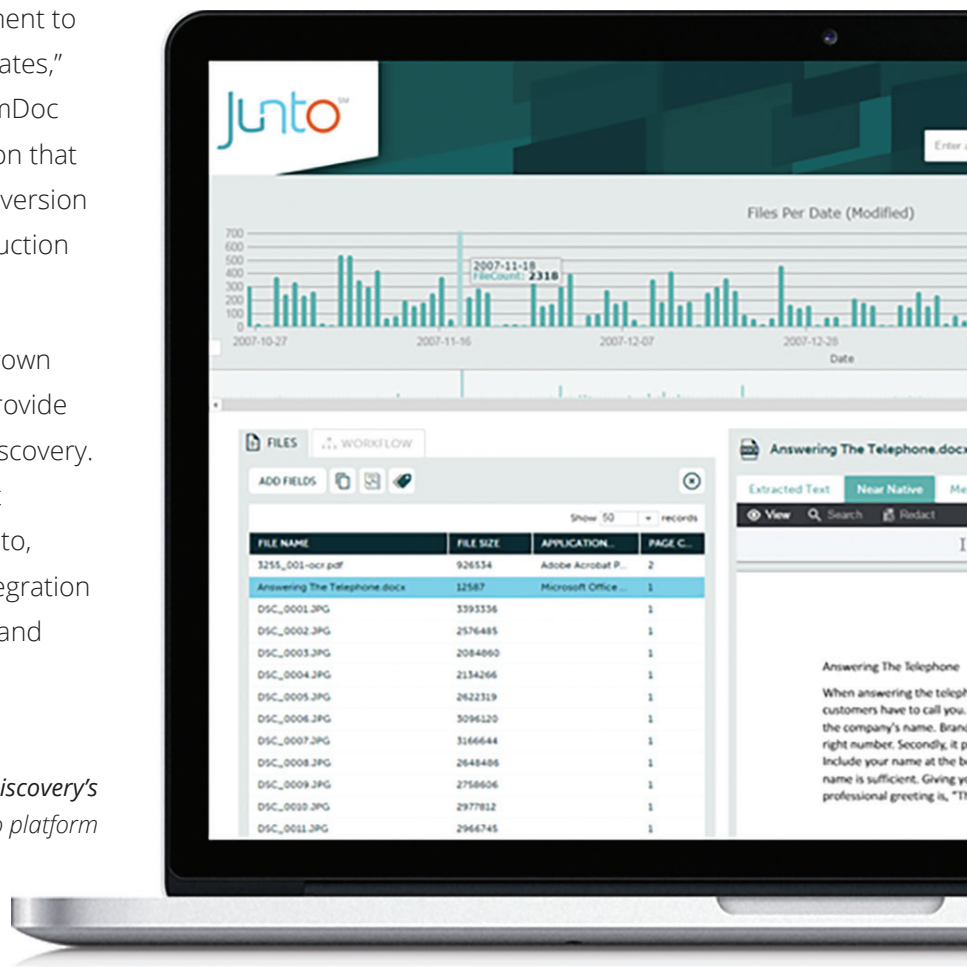 ment to
ates,”
mDoc
on that
version
uction
own
rovide
scovery.
to,
egration
and
iscovery’s
platform
Junto
SM
Enter a
Files Per Date (Modified)
700
600
500
400
300
200
100
0
2007-11-18
FileCount: 2318
2007-10-27
2007-11-16
2007-12-07
2007-12-28
Date
FILES
WORKFLOW
ADD FIELDS
Show 50 records
FILE NAME FILE SIZE APPLICATION... PAGE C...
3255_001-ocr.pdf 926534 Adobe Acrobat P... 2
Answering The Telephone.docx 12587 Microsoft Office ... 1
DSC_0001.JPG 3393336 1
DSC_0002.JPG 2576485 1
DSC_0003.JPG 2084860 1
DSC_0004.JPG 2134266 1
DSC_0005.JPG 2622319 1
DSC_0006.JPG 3096120 1
DSC_0007.JPG 3166644 1
DSC_0008.JPG 2648486 1
DSC_0009.JPG 2758606 1
DSC_0010.JPG 2977812 1
DSC_0011.JPG 2966745 1
Answering The Telephone.docx
Extracted Text
Near Native
Me
View
Search
Redact
I
Answering The Telephone
When answering the teleph
customers have to call you.
the company's name. Brand
right number. Secondly, it p
Include your name at the be
name is sufficient. Giving yo
professional greeting is, "Th